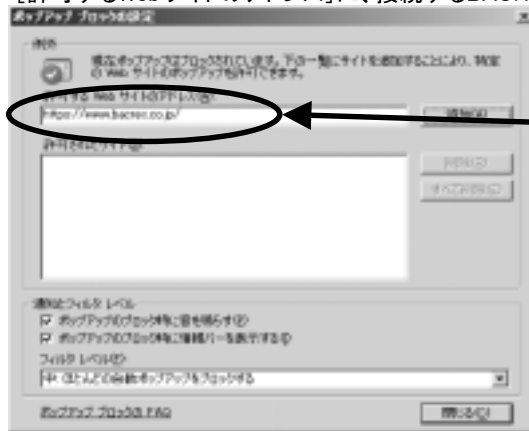 ポップアップ ブロックの設定
例外
現在ポップアップはブロックされています。下の一覧にサイトを追加することにより、特定
の Web サイトのポップアップを許可できます。
許可する Web サイトのアドレス(W):
https://www.bacrex.co.jp/
追加(A)
許可されたサイト(S):
削除(R)
すべて削除(E)
通知とフィルタ レベル
ポップアップのブロック時に音を鳴らす(P)
ポップアップのブロック時に情報バーを表示する(I)
フィルタ レベル(F):
中: ほとんどの自動ポップアップをブロックする
ポップアップ ブロックの FAQ
閉じる(C)